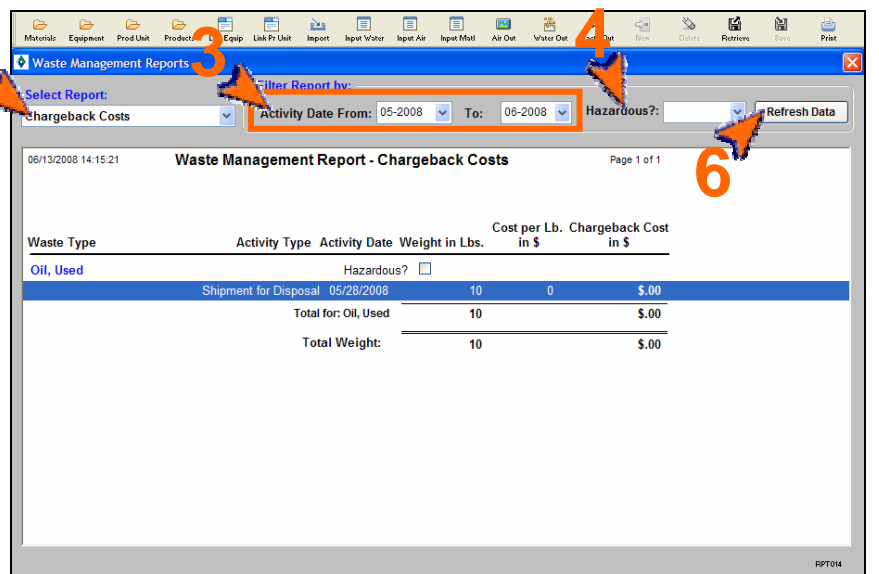 Materials Equipment Prod Unit Products Equip Link Pr Unit Import Input Water Input Air Input Matl Air Out Water Out Out New Delete Retrieve Save Print
3 4
Waste Management Reports
Select Report: Filter Report by:
Chargeback Costs Activity Date From: 05-2008 To: 06-2008 Hazardous?: Refresh Data
6
06/13/2008 14:15:21 Waste Management Report - Chargeback Costs Page 1 of 1
Cost per Lb. Chargeback Cost
Waste Type Activity Type Activity Date Weight in Lbs. in $ in $
Oil, Used Hazardous?
Shipment for Disposal 05/28/2008 10 0 $.00
Total for: Oil, Used 10 $.00
Total Weight: 10 $.00
RPT014